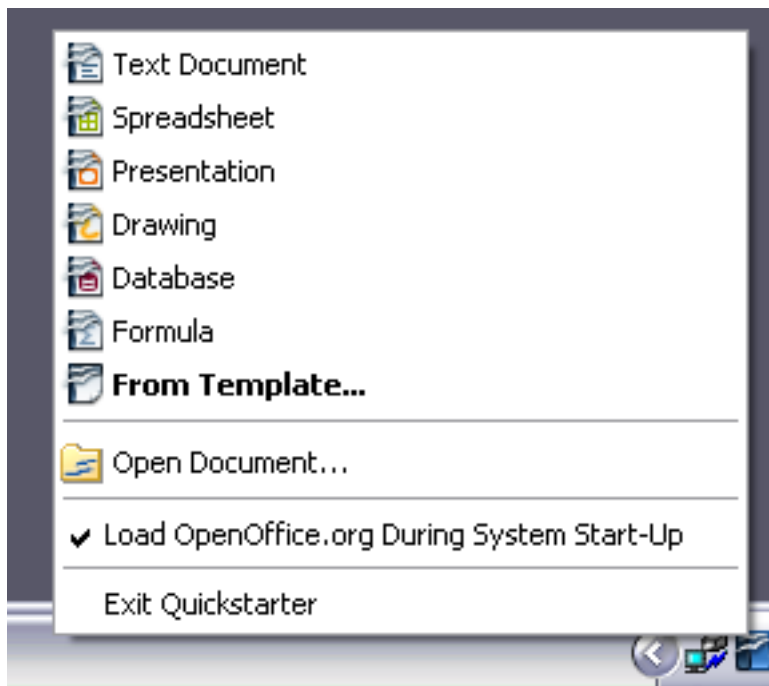 Text Document
Spreadsheet
Presentation
Drawing
Database
Formula
From Template...
Open Document...
Load OpenOffice.org During System Start-Up
Exit Quickstarter